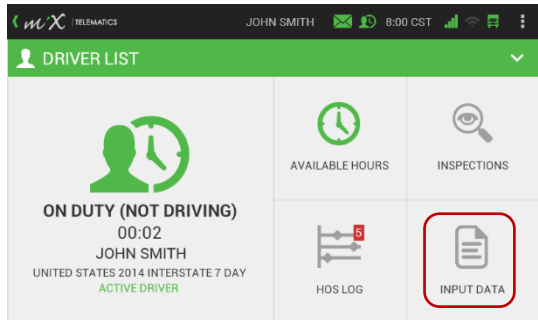 miX TELEMATICS JOHN SMITH 8:00 CST
DRIVER LIST
ON DUTY (NOT DRIVING)
00:02
JOHN SMITH
UNITED STATES 2014 INTERSTATE 7 DAY
ACTIVE DRIVER
AVAILABLE HOURS
INSPECTIONS
5
HOS LOG
INPUT DATA